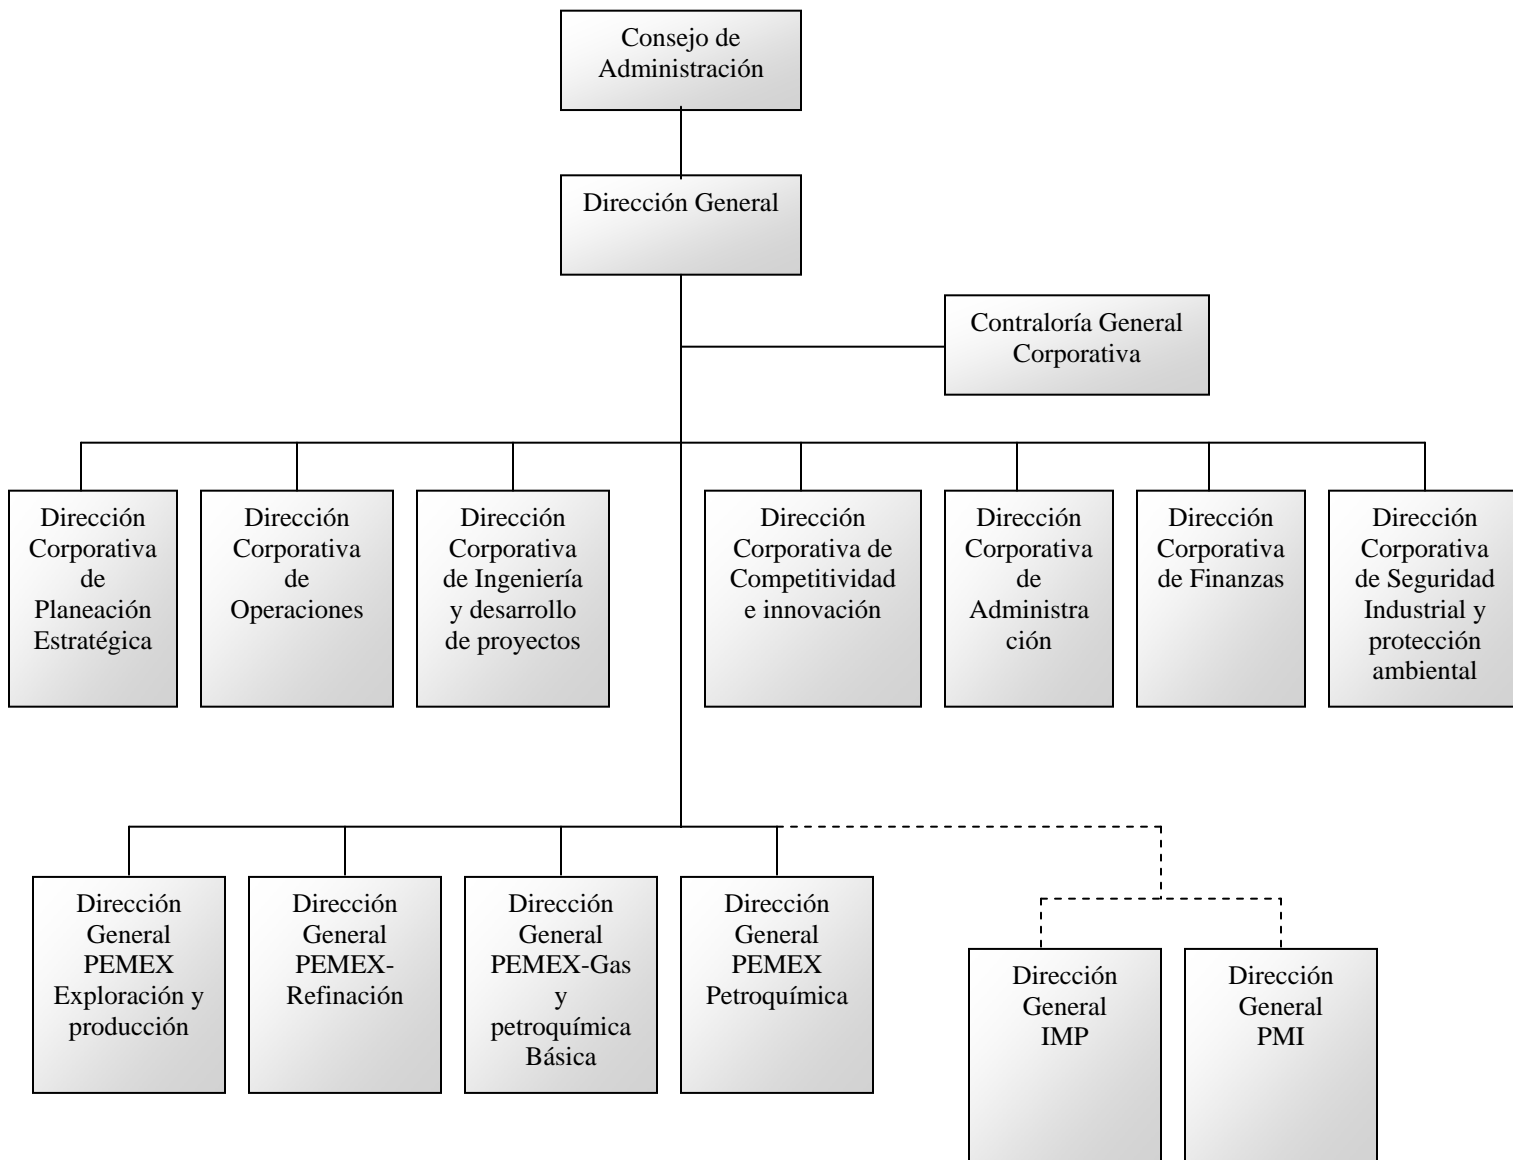 Consejo de
Administración
Dirección General
Contraloría General
Corporativa
Dirección
Corporativa
de
Planeación
Estratégica
Dirección
Corporativa
de
Operaciones
Dirección
Corporativa
de Ingeniería
y desarrollo
de proyectos
Dirección
Corporativa de
Competitividad
e innovación
Dirección
Corporativa
de
Administra
ción
Dirección
Corporativa
de Finanzas
Dirección
Corporativa
de Seguridad
Industrial y
protección
ambiental
Dirección
General
PEMEX
Exploración y
producción
Dirección
General
PEMEX-
Refinación
Dirección
General
PEMEX-Gas
y
petroquímica
Básica
Dirección
General
PEMEX
Petroquímica
Dirección
General
IMP
Dirección
General
PMI